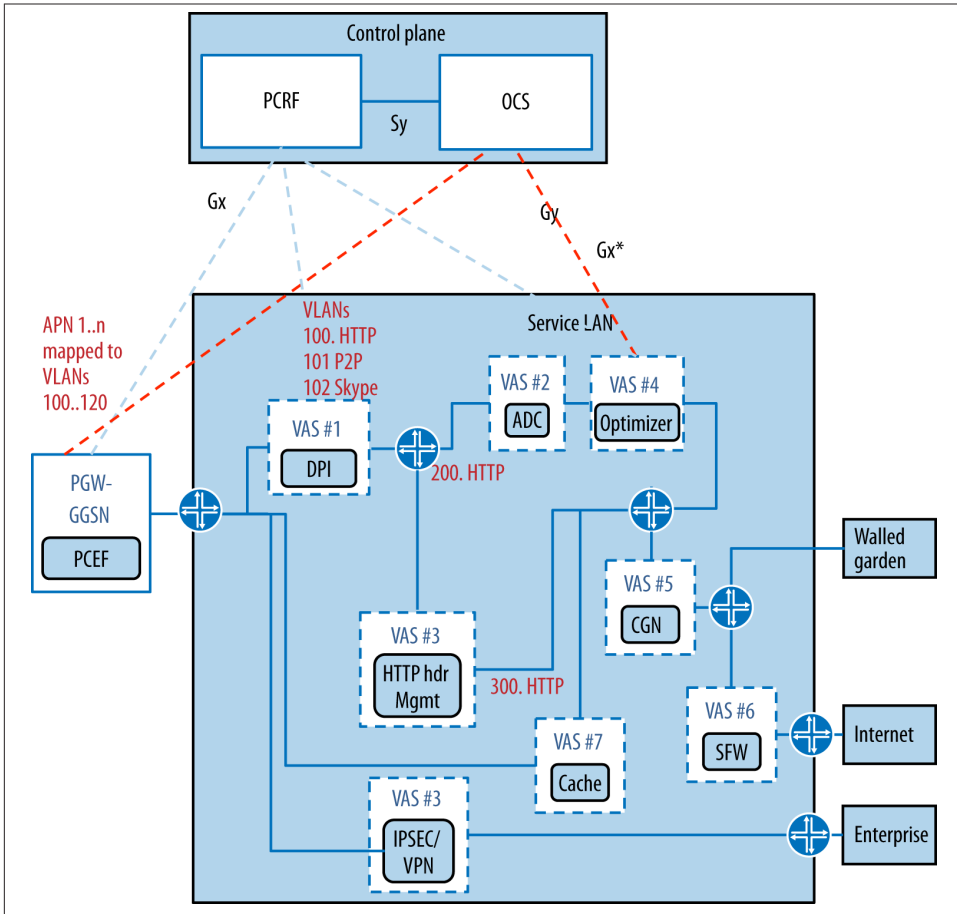 Control plane
PCRF
OCS
Sy
Gx
Gy
Gx*
APN 1..n
mapped to
VLANs
100..120
VLANs
100. HTTP
101 P2P
102 Skype
Service LAN
VAS #1
DPI
VAS #2
ADC
VAS #4
Optimizer
200. HTTP
PGW-
GGSN
PCEF
Walled
garden
VAS #5
CGN
VAS #3
HTTP hdr
Mgmt
300. HTTP
VAS #6
SFW
Internet
VAS #7
Cache
VAS #3
IPSEC/
VPN
Enterprise